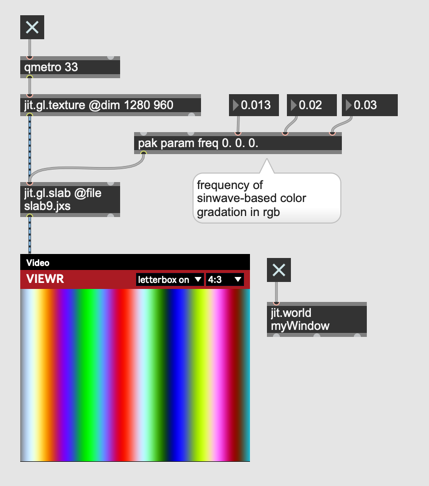 qmetro 33
jit.gl.texture @dim 1280 960
0.013
0.02
0.03
pak param freq 0. 0. 0.
jit.gl.slab @file
slab9.jxs
frequency of
sinwave-based color
gradation in rgb
Video
VIEWR
letterbox on
4:3
jit.world
myWindow